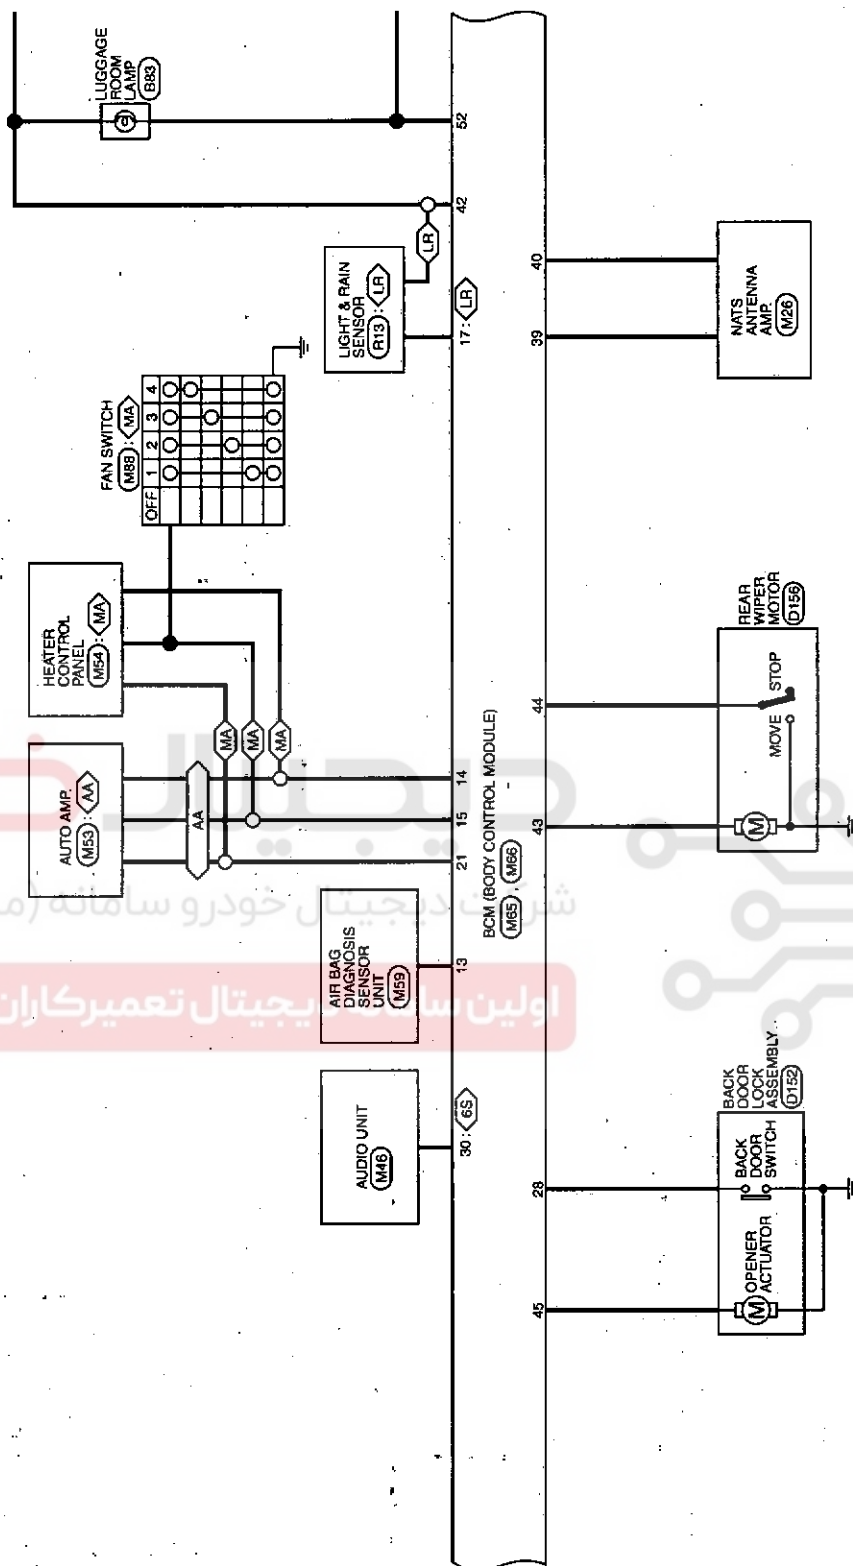 LUGGAGE
ROOM
LAMP
B83
52
42
LR
LIGHT & RAIN
SENSOR
R13 : LR
17 : LR
FAN SWITCH
M88 : MA
OFF 1 2 3 4
HEATER
CONTROL
PANEL
M54 : MA
MA
MA
MA
AUTO AMP.
M53 : AA
AA
14
15
21
AIR BAG
DIAGNOSIS
SENSOR
UNIT
M59
13
AUDIO UNIT
M46
30 : 6S
BCM (BODY CONTROL MODULE)
M65 , M66
40
39
NATS
ANTENNA
AMP.
M26
44
43
REAR
WIPER
MOTOR
D156
MOVE
STOP
M
28
45
BACK
DOOR
LOCK
ASSEMBLY
D152
BACK
DOOR
SWITCH
OPENER
ACTUATOR
M
دیجیتال
شرکت دیجیتال خودرو سامانه
اولین سامانه دیجیتال تعمیرکاران